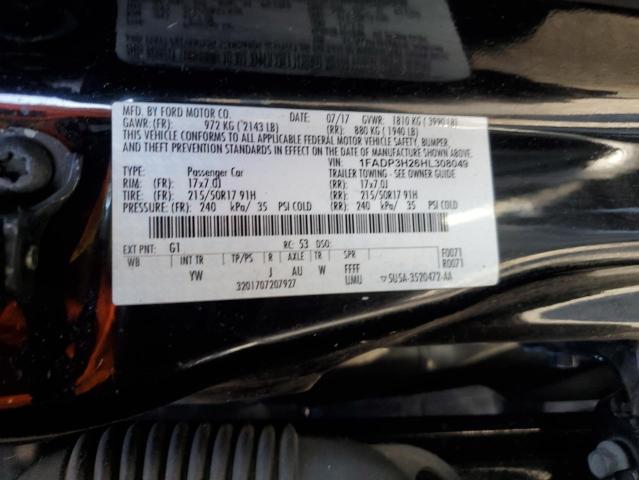 MFD. BY FORD MOTOR CO. DATE: 07/17 GVWR: 1810 KG ( 3990 LB)
GAWR: (FR): 972 KG ( 2143 LB) (RR): 880 KG ( 1940 LB)
THIS VEHICLE CONFORMS TO ALL APPLICABLE FEDERAL MOTOR VEHICLE SAFETY, BUMPER,
AND THEFT PREVENTION STANDARDS IN EFFECT ON THE DATE OF MANUFACTURE SHOWN ABOVE.
VIN: 1FADP3H26HL308049
TYPE: Passenger Car TRAILER TOWING - SEE OWNER GUIDE
RIM: (FR): 17x7.0J (RR): 17x7.0J
TIRE: (FR): 215/50R17 91H (RR): 215/50R17 91H
PRESSURE: (FR) 240 kPa/ 35 PSI COLD (RR): 240 kPa/ 35 PSI COLD
EXT PNT: G1 RC: 53 DSO: F0071
WB INT TR TP/PS R AXLE TR SPR R0071
YW J AU W FFFF
UMU
3201707207927 5U5A-3520472-AA